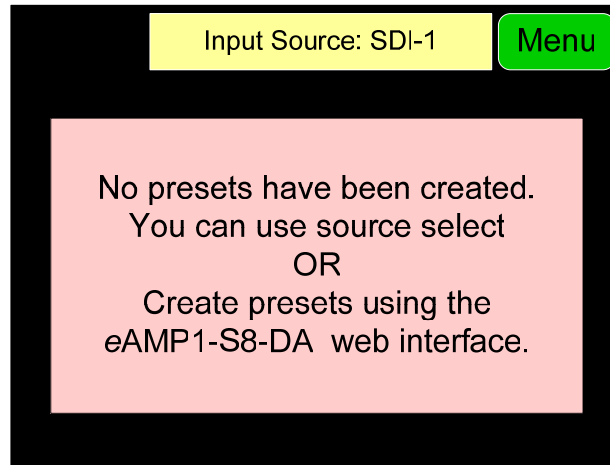 Input Source: SDI-1
Menu
No presets have been created.
You can use source select
OR
Create presets using the
eAMP1-S8-DA web interface.